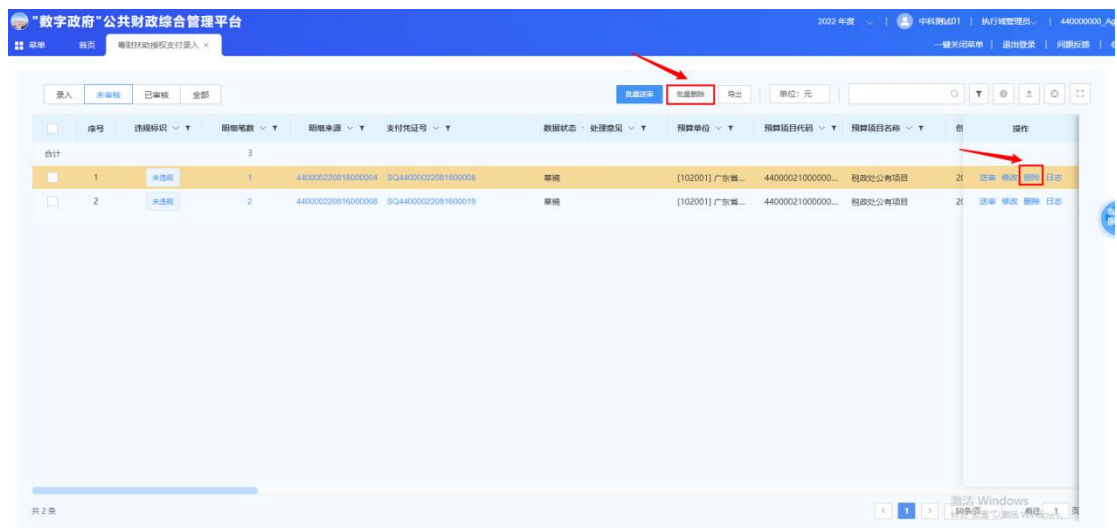 "数字政府"公共财政综合管理平台
2022 年度 | 中科测试01 | 执行域管理员 | 440000000_Ag
菜单 首页 粤财扶助授权支付录入 ×
一键关闭菜单 | 退出登录 | 问题反馈 |
录入 未审核 已审核 全部 批量送审 批量删除 导出 单位：元
序号 违规标识 明细笔数 明细来源 支付凭证号 数据状态 处理意见 预算单位 预算项目代码 预算项目名称 创 操作
合计 3
1 未违规 1 440000220818000004 SQ44000022081800008 草稿 [102001] 广东省... 44000021000000... 税政处公有项目 20 送审 修改 删除 日志
2 未违规 2 440000220816000008 SQ44000022081600019 草稿 [102001] 广东省... 44000021000000... 税政处公有项目 20 送审 修改 删除 日志
激活 Windows
共 2 条 1 50条/页 前往 1 页